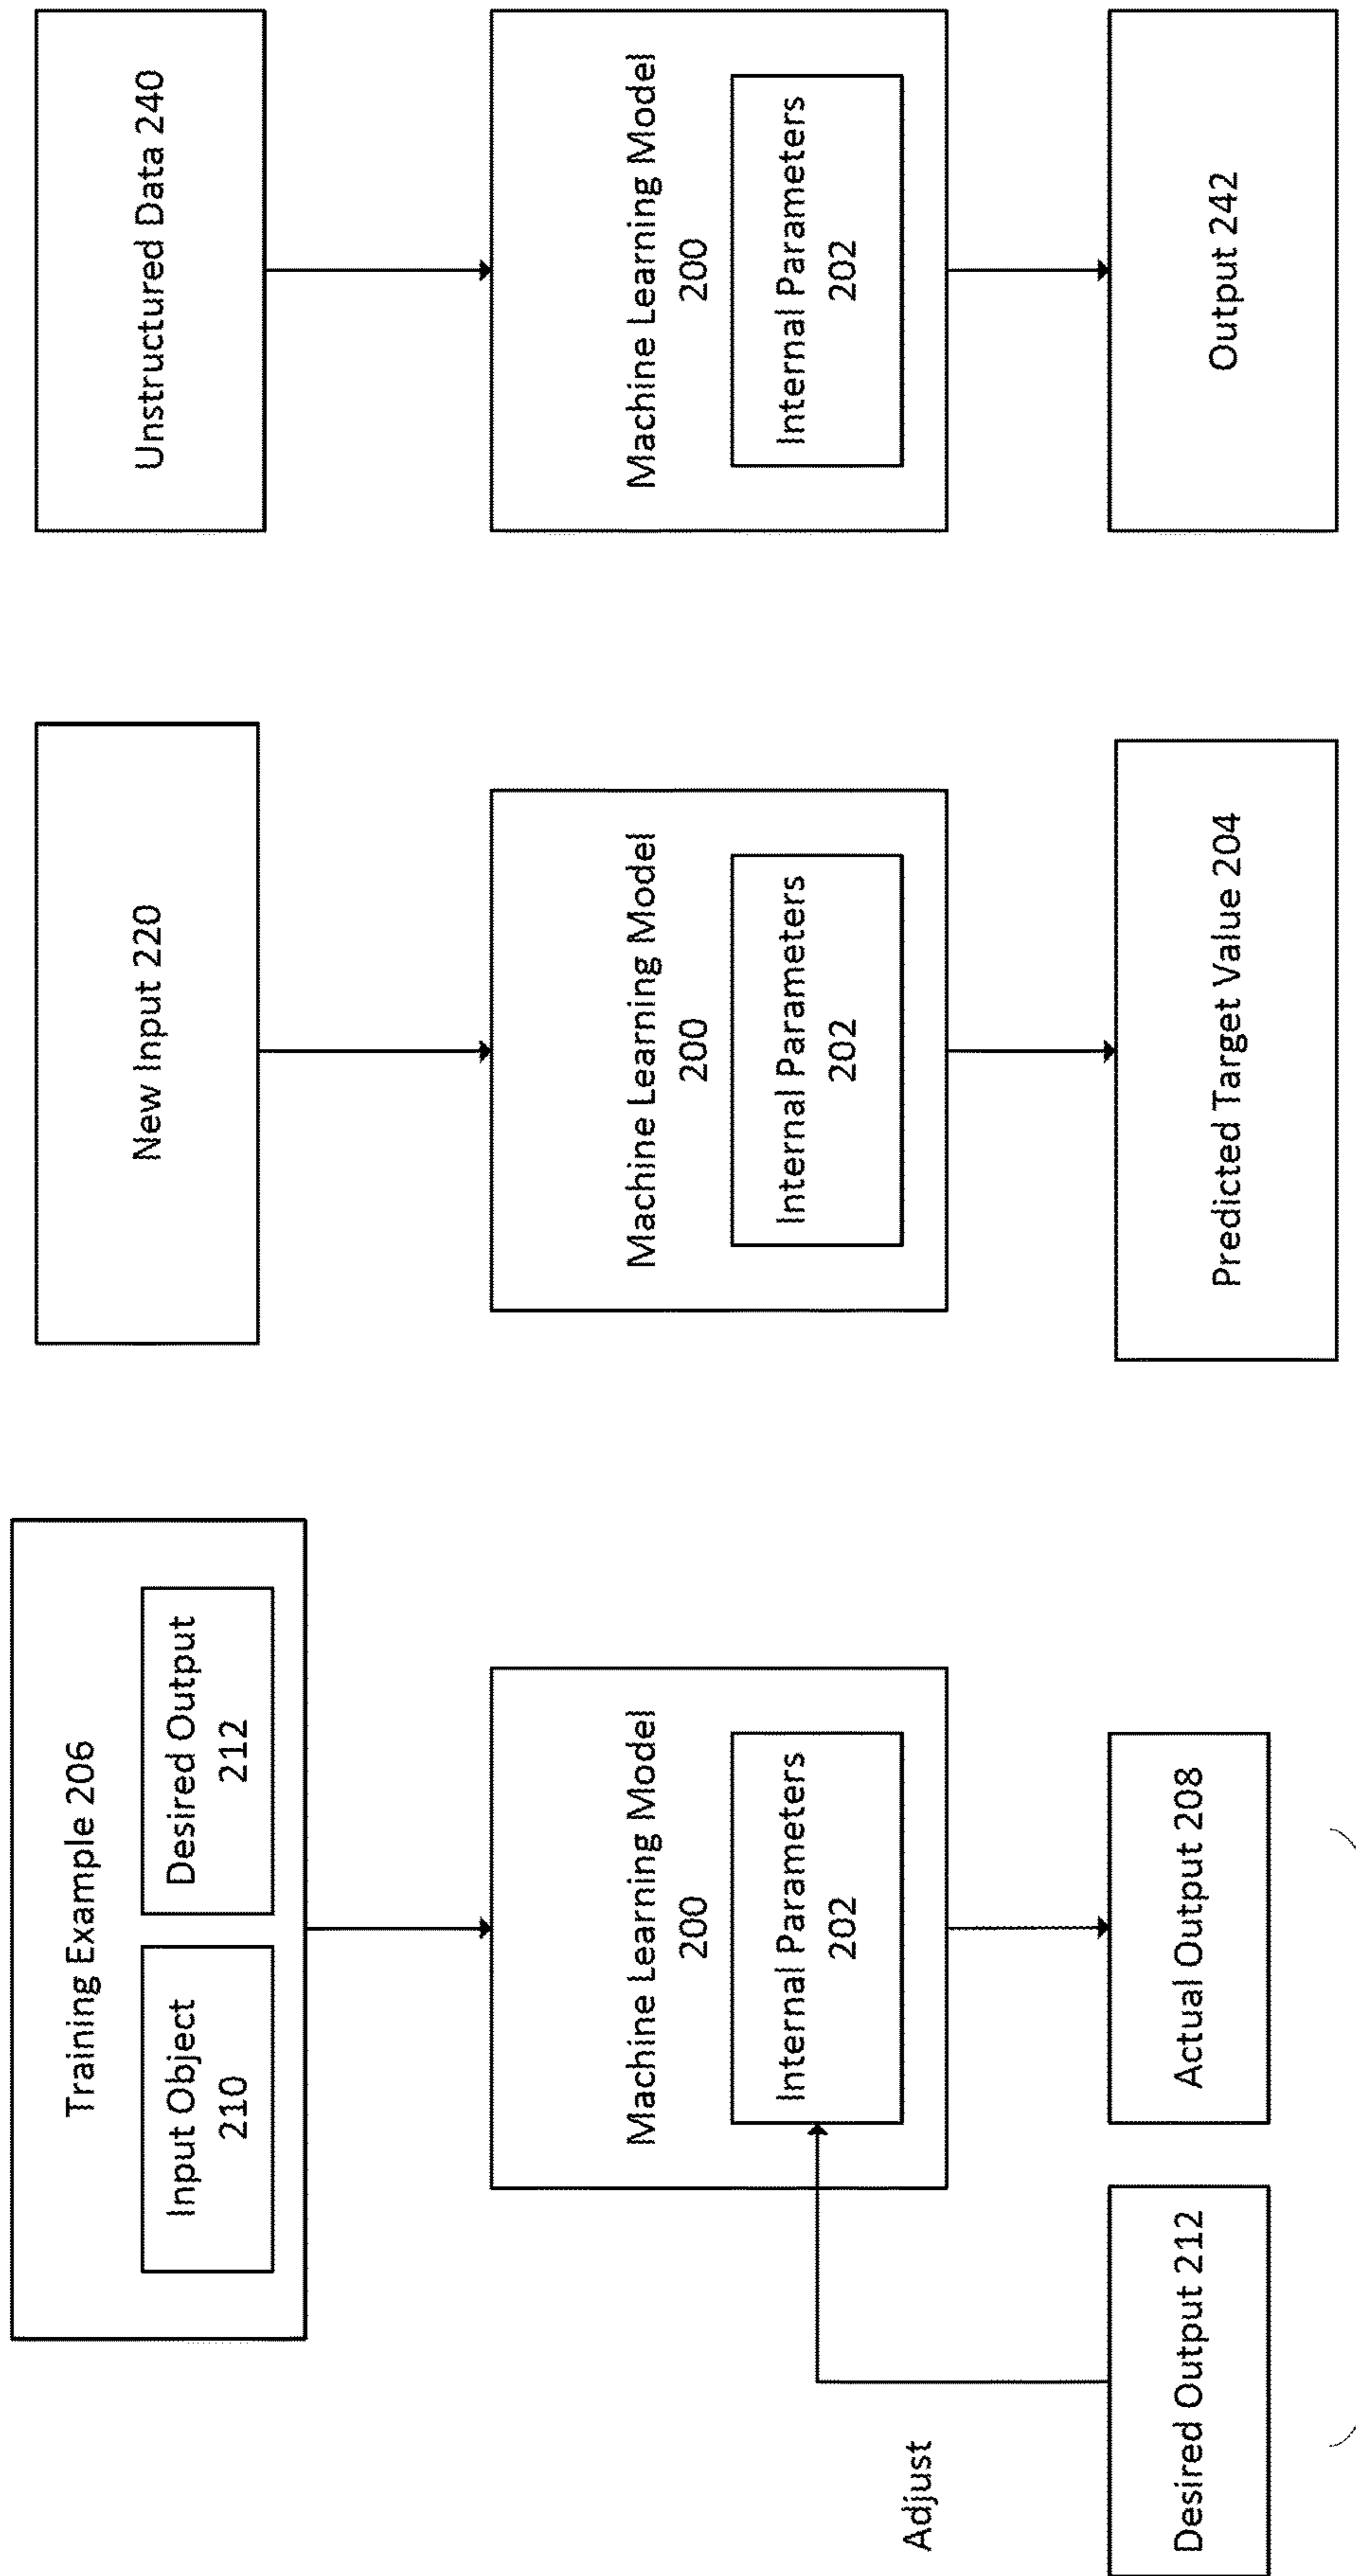 Training Example 206
Input Object
210
Desired Output
212
Machine Learning Model
200
Internal Parameters
202
Adjust
Desired Output 212
Actual Output 208
New Input 220
Machine Learning Model
200
Internal Parameters
202
Predicted Target Value 204
Unstructured Data 240
Machine Learning Model
200
Internal Parameters
202
Output 242